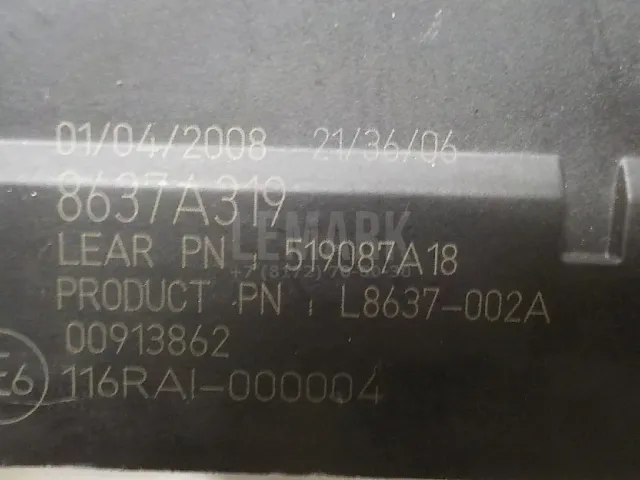 01/04/2008 21/36/06
8637A319
LEMARK
LEAR PN : 519087A18
PRODUCT PN : L8637-002A
00913862
E6
116RAI-000004